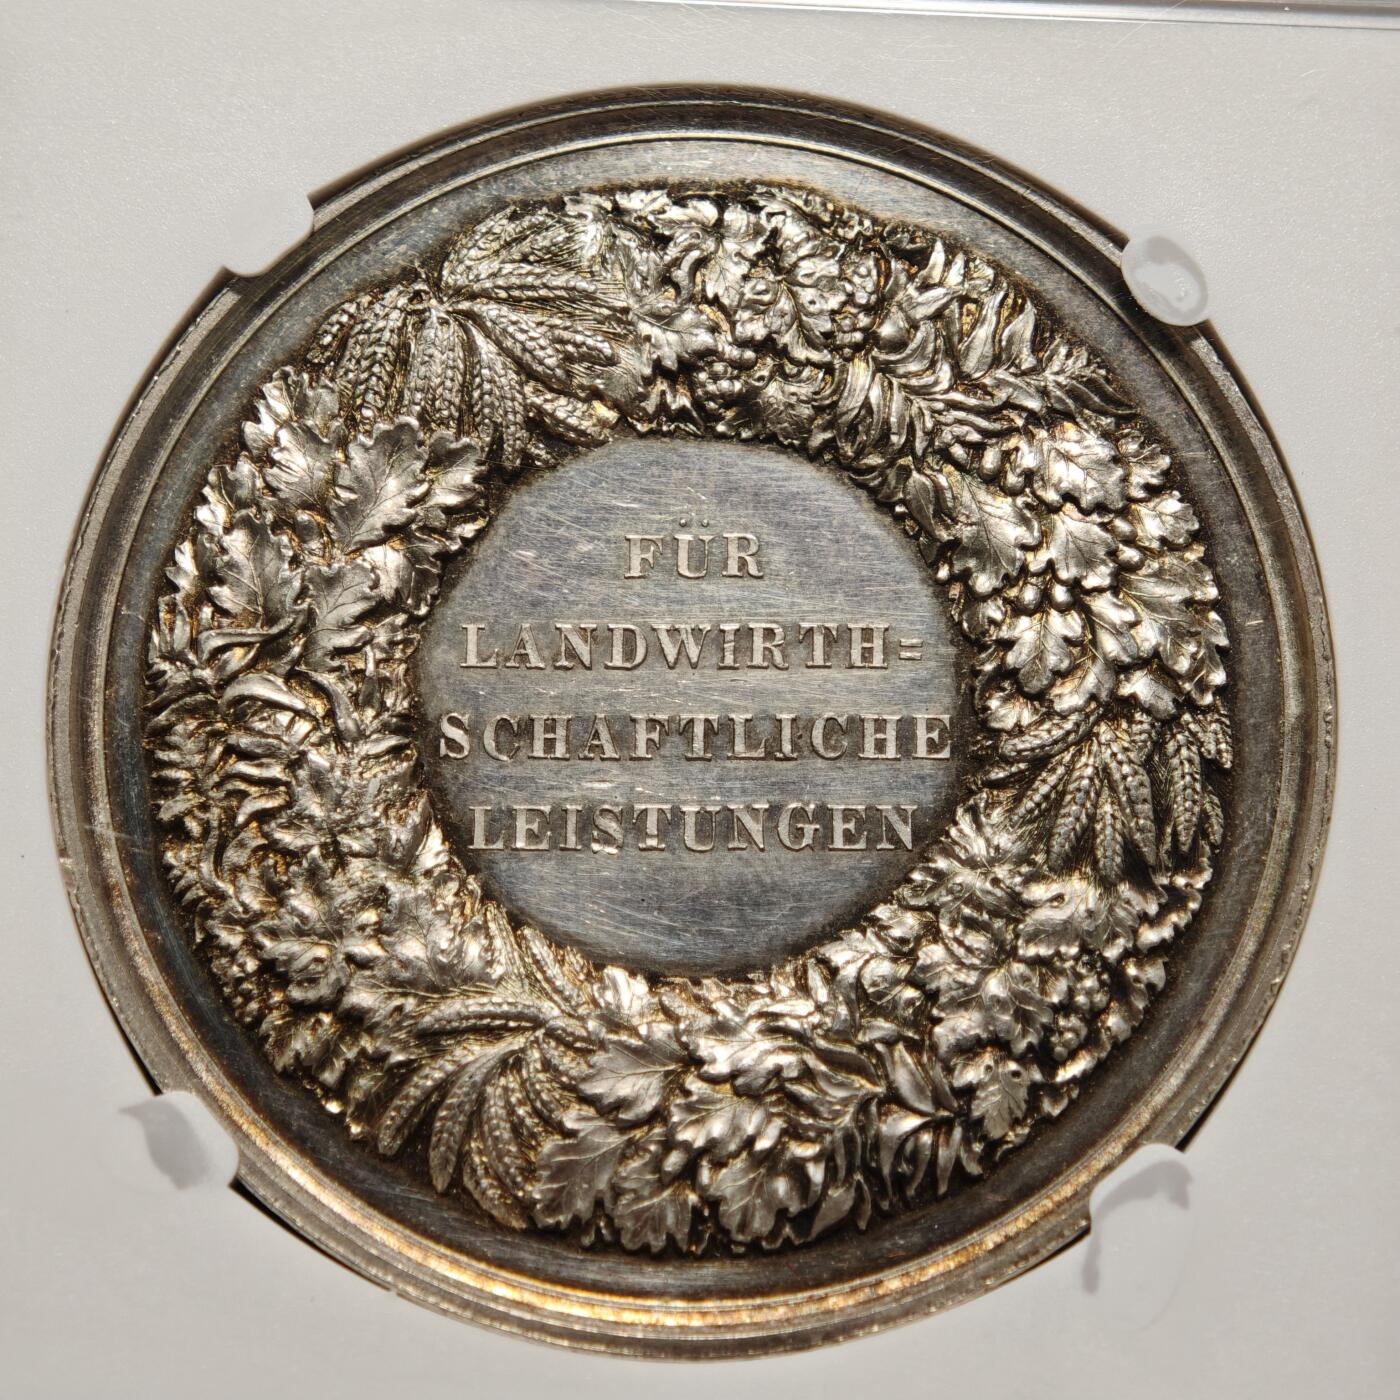 FÜR
LANDWIRTH=
SCHAFTLICHE
LEISTUNGEN